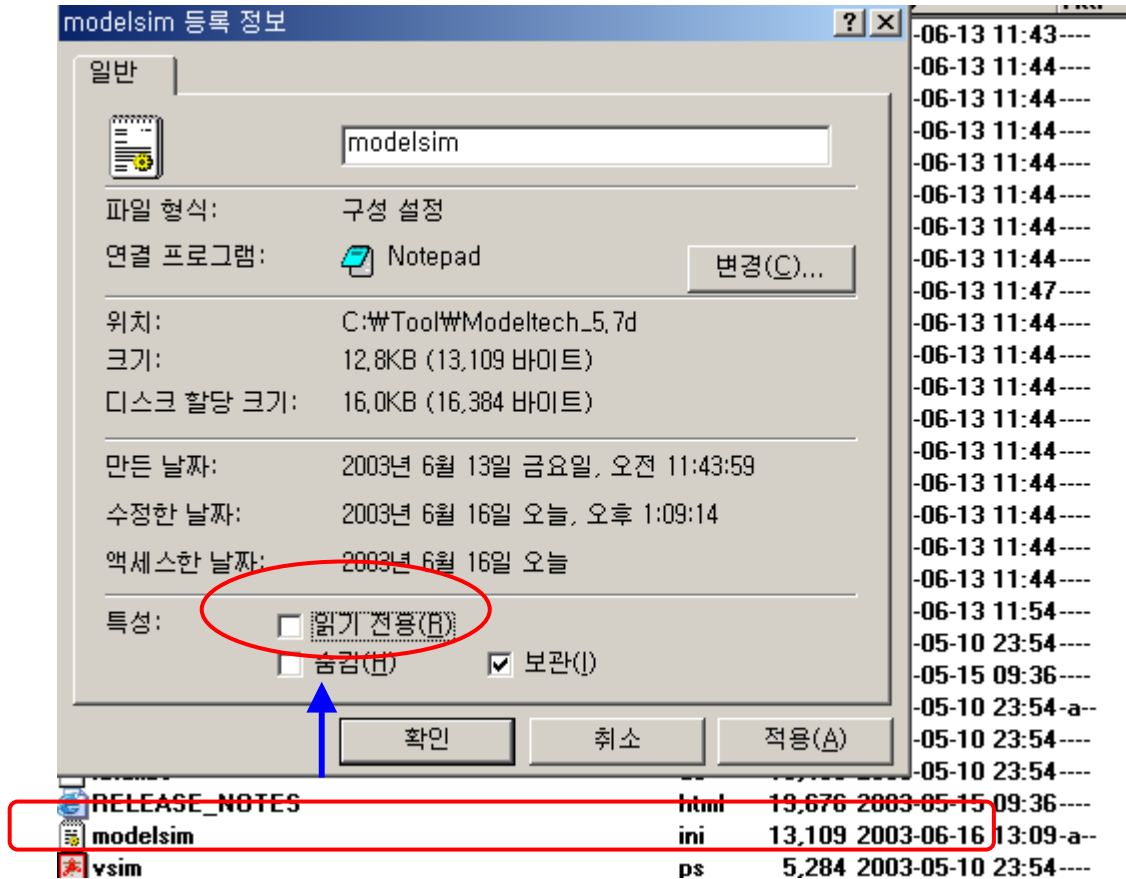 modelsim 등록 정보
일반
modelsim
파일 형식: 구성 설정
연결 프로그램: Notepad 변경(C)...
위치: C:₩Tool₩Modeltech_5,7d
크기: 12,8KB (13,109 바이트)
디스크 할당 크기: 16,0KB (16,384 바이트)
만든 날짜: 2003년 6월 13일 금요일, 오전 11:43:59
수정한 날짜: 2003년 6월 16일 오늘, 오후 1:09:14
액세스한 날짜: 2003년 6월 16일 오늘
특성: 읽기 전용(R)
숨김(H) 보관(I)
확인 취소 적용(A)
-06-13 11:43----
-06-13 11:44----
-06-13 11:44----
-06-13 11:44----
-06-13 11:44----
-06-13 11:44----
-06-13 11:44----
-06-13 11:44----
-06-13 11:47----
-06-13 11:44----
-06-13 11:44----
-06-13 11:44----
-06-13 11:44----
-06-13 11:44----
-06-13 11:44----
-06-13 11:44----
-06-13 11:44----
-06-13 11:44----
-06-13 11:54----
-05-10 23:54----
-05-15 09:36----
-05-10 23:54-a--
-05-10 23:54----
-05-10 23:54----
RELEASE_NOTES html 19,676 2003-05-15 09:36----
modelsim ini 13,109 2003-06-16 13:09-a--
vsim ps 5,284 2003-05-10 23:54----